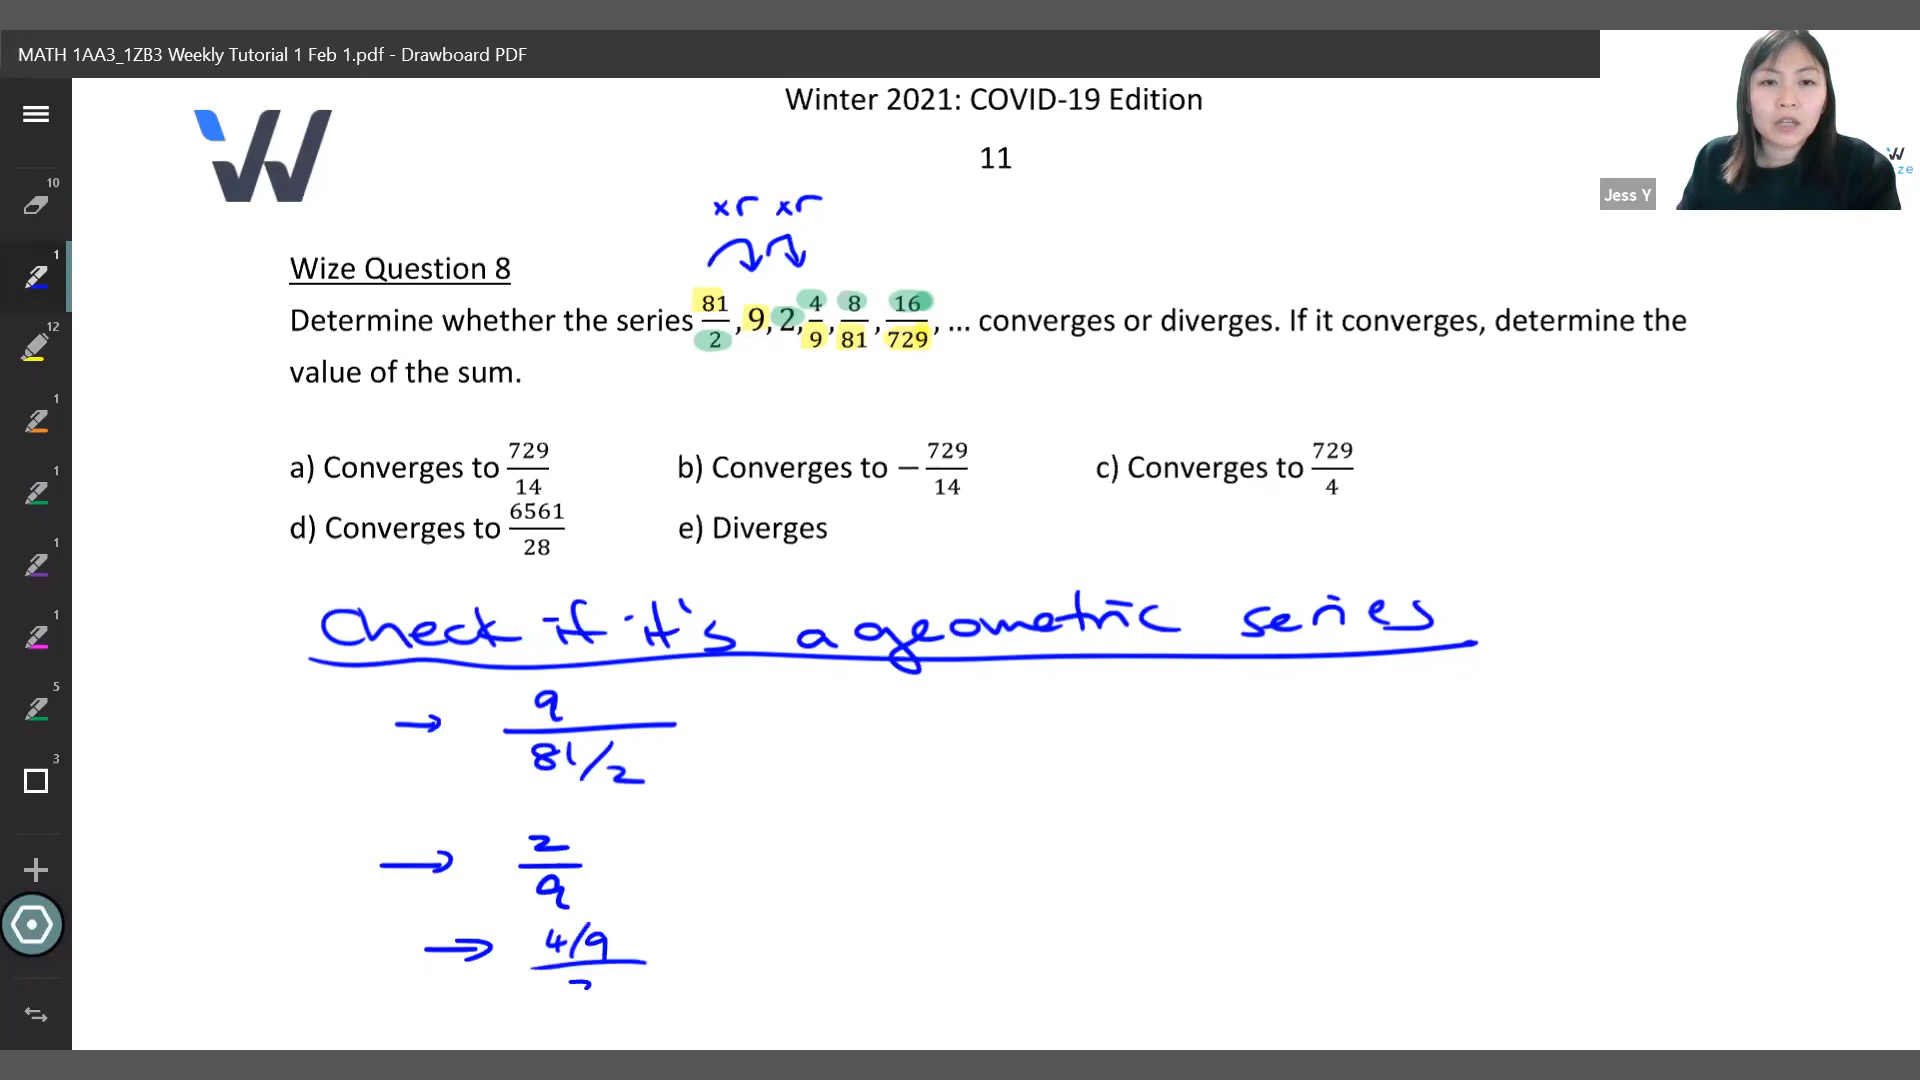 MATH 1AA3_1ZB3 Weekly Tutorial 1 Feb 1.pdf - Drawboard PDF
Winter 2021: COVID-19 Edition
11
W
ze
Jess Y
10
1
12
1
1
1
1
5
3
×r ×r
Wize Question 8
Determine whether the series 81/2, 9, 2, 4/9, 8/81, 16/729, ... converges or diverges. If it converges, determine the
value of the sum.
a) Converges to 729/14 b) Converges to −729/14 c) Converges to 729/4
d) Converges to 6561/28 e) Diverges
Check if it's a geometric series
→ 9
81/2
→ 2
9
→ 4/9